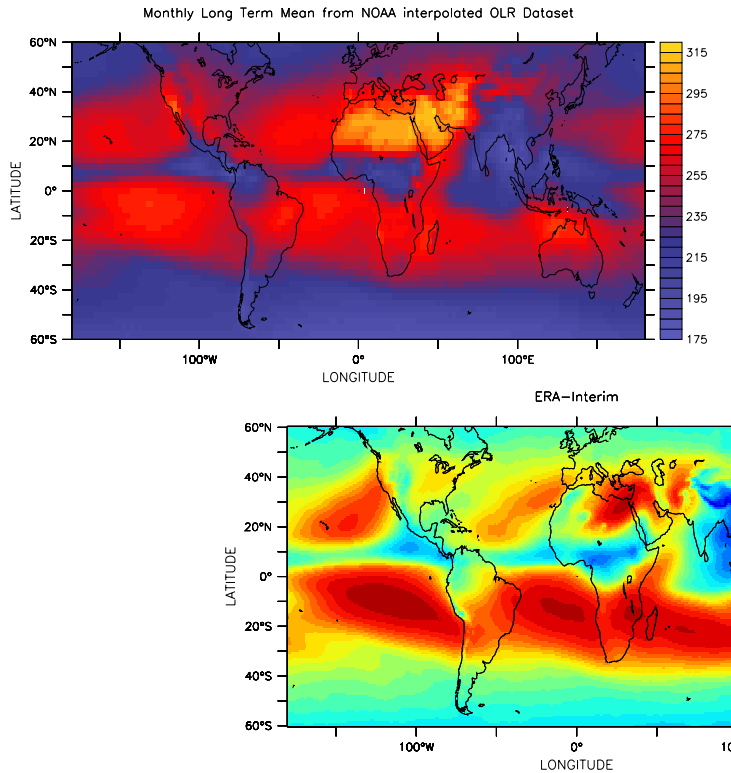 Monthly Long Term Mean from NOAA interpolated OLR Dataset
60°N
40°N
20°N
0°
20°S
40°S
60°S
LATITUDE
100°W
0°
100°E
LONGITUDE
315
295
275
255
235
215
195
175
ERA-Interim
60°N
40°N
20°N
0°
20°S
40°S
60°S
LATITUDE
100°W
0°
10
LONGITUDE